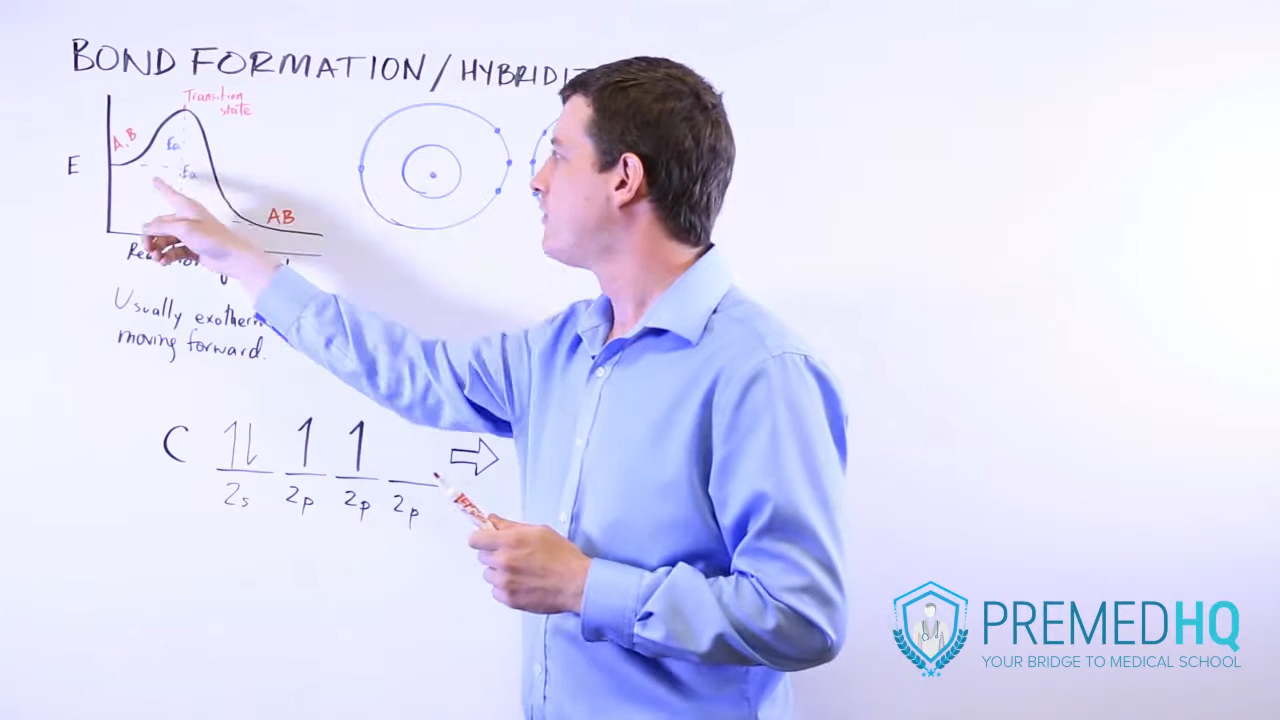 BOND FORMATION / HYBRIDI
Transition
state
A, B
Ea
E
Ea
AB
Usually exother
moving forward.
C
2s 2p 2p 2p
PREMEDHQ
YOUR BRIDGE TO MEDICAL SCHOOL